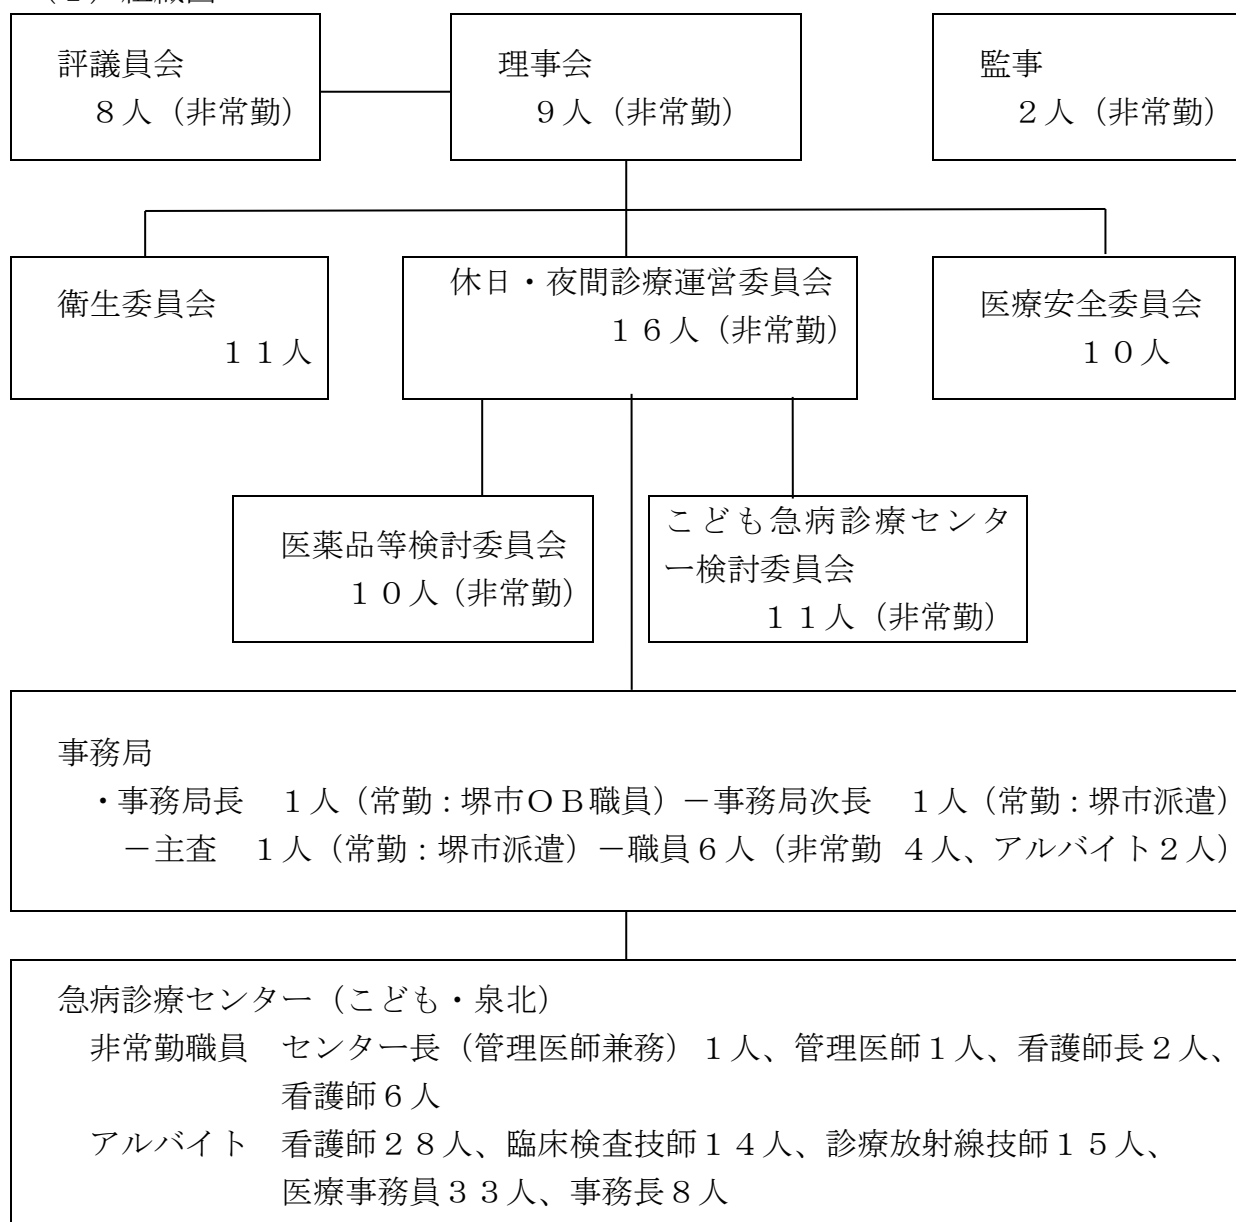 評議員会
８人（非常勤）
理事会
９人（非常勤）
監事
２人（非常勤）
衛生委員会
１１人
休日・夜間診療運営委員会
１６人（非常勤）
医療安全委員会
１０人
医薬品等検討委員会
１０人（非常勤）
こども急病診療センタ
ー検討委員会
１１人（非常勤）
事務局
・事務局長　１人（常勤：堺市ＯＢ職員）－事務局次長　１人（常勤：堺市派遣）
－主査　１人（常勤：堺市派遣）－職員６人（非常勤 ４人、アルバイト２人）
急病診療センター（こども・泉北）
非常勤職員　センター長（管理医師兼務）１人、管理医師１人、看護師長２人、
看護師６人
アルバイト　看護師２８人、臨床検査技師１４人、診療放射線技師１５人、
医療事務員３３人、事務長８人